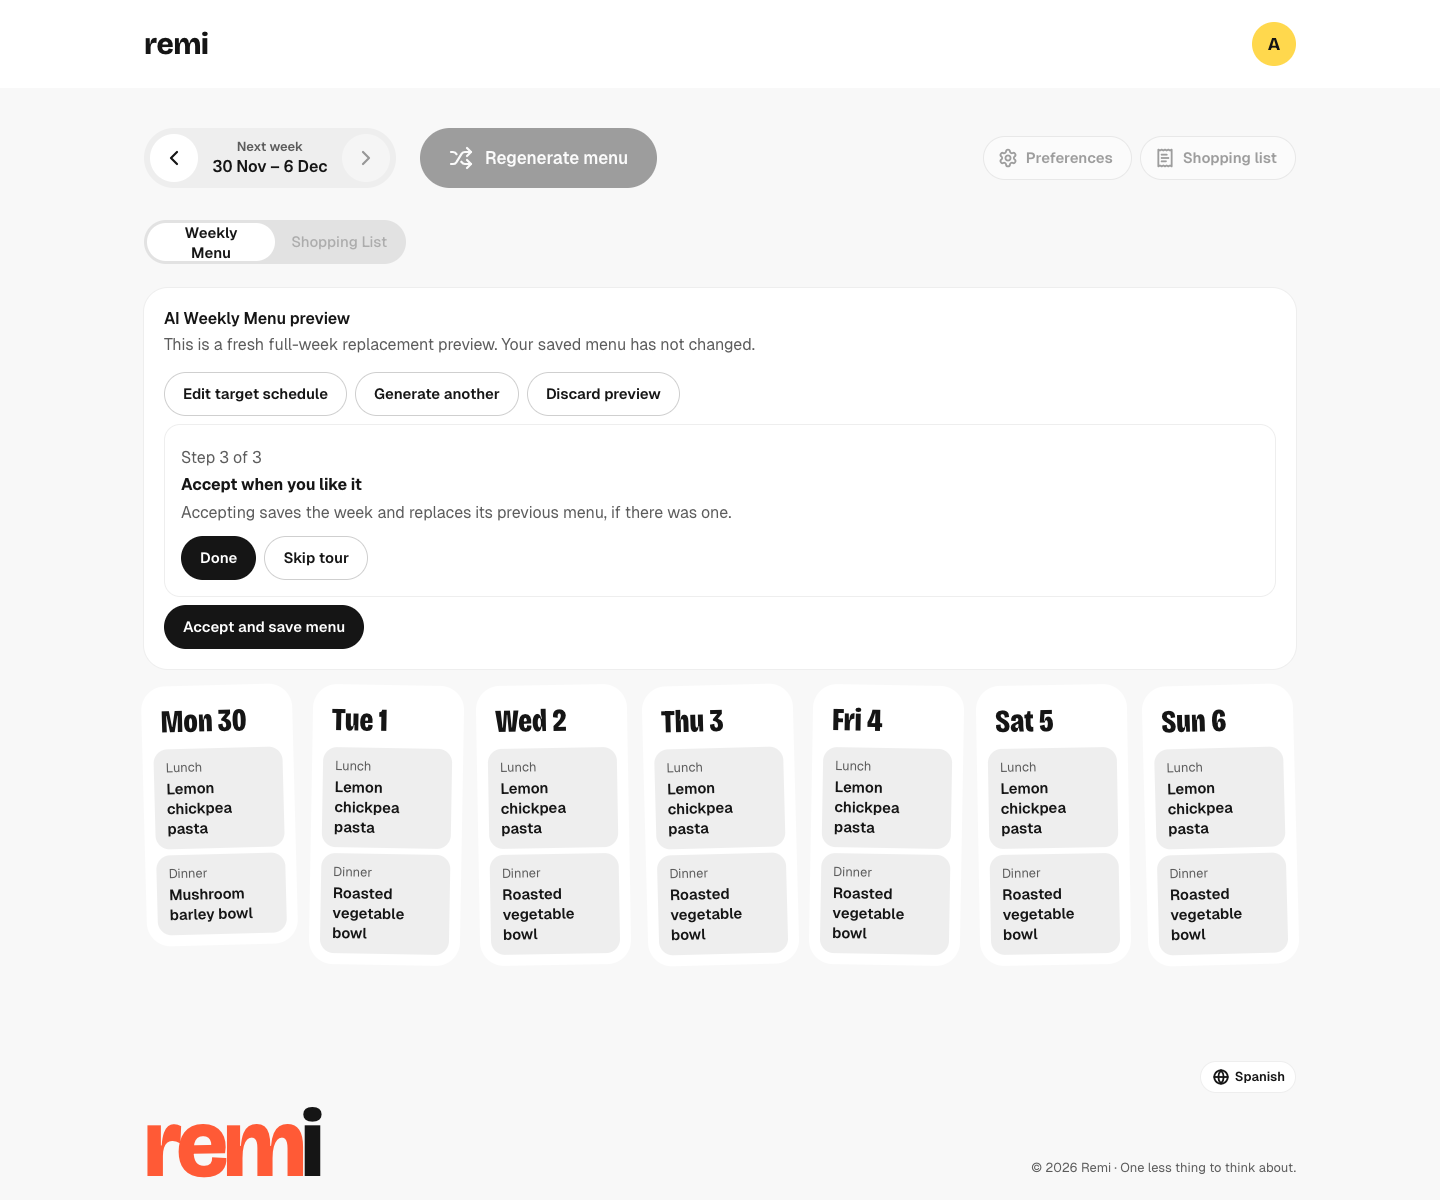 remi
A
Next week
30 Nov – 6 Dec
Regenerate menu
Preferences
Shopping list
Weekly
Menu
Shopping List
AI Weekly Menu preview
This is a fresh full-week replacement preview. Your saved menu has not changed.
Edit target schedule
Generate another
Discard preview
Step 3 of 3
Accept when you like it
Accepting saves the week and replaces its previous menu, if there was one.
Done
Skip tour
Accept and save menu
Mon 30
Lunch
Lemon
chickpea
pasta
Dinner
Mushroom
barley bowl
Tue 1
Lunch
Lemon
chickpea
pasta
Dinner
Roasted
vegetable
bowl
Wed 2
Lunch
Lemon
chickpea
pasta
Dinner
Roasted
vegetable
bowl
Thu 3
Lunch
Lemon
chickpea
pasta
Dinner
Roasted
vegetable
bowl
Fri 4
Lunch
Lemon
chickpea
pasta
Dinner
Roasted
vegetable
bowl
Sat 5
Lunch
Lemon
chickpea
pasta
Dinner
Roasted
vegetable
bowl
Sun 6
Lunch
Lemon
chickpea
pasta
Dinner
Roasted
vegetable
bowl
Spanish
remi
© 2026 Remi · One less thing to think about.